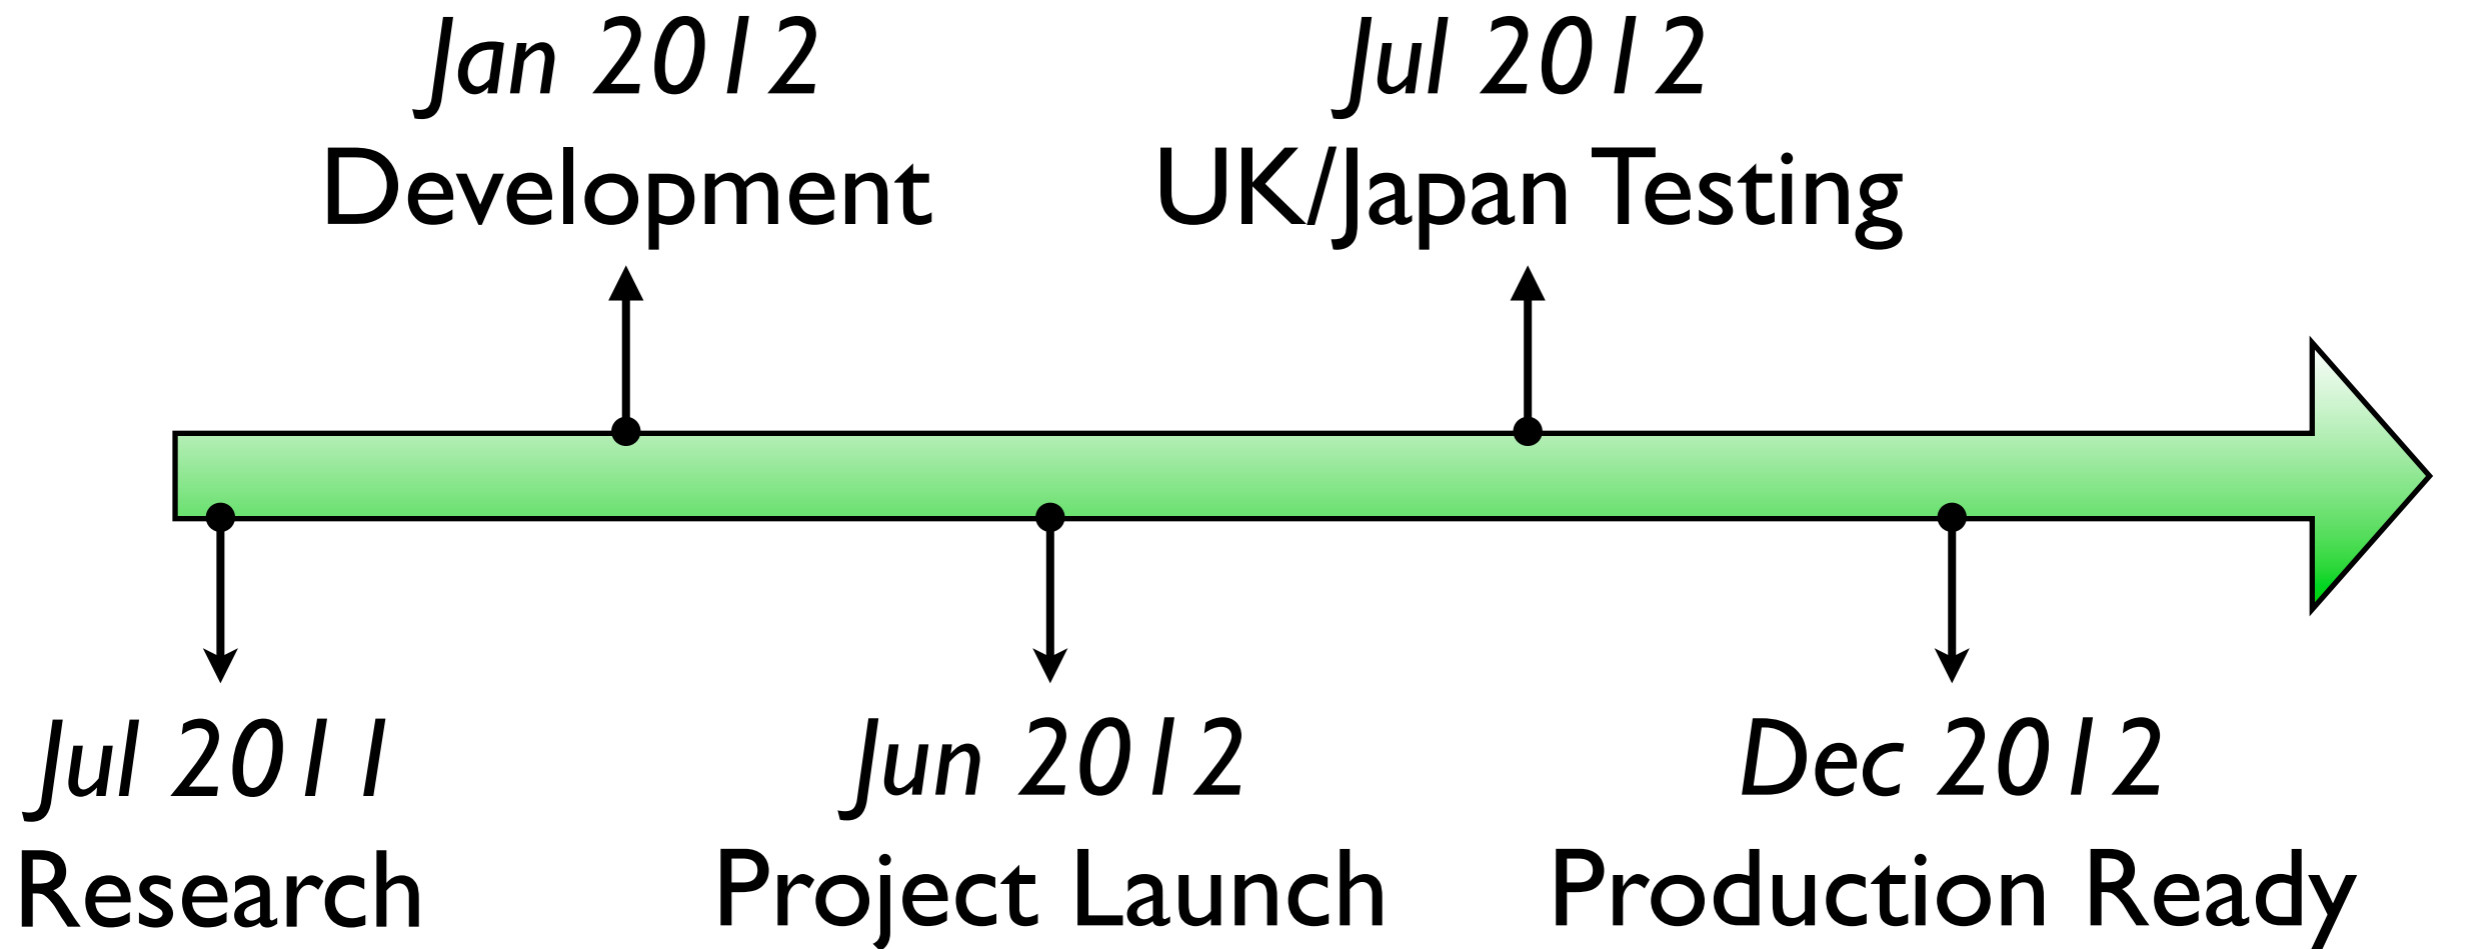 Jan 2012
Development
Jul 2012
UK/Japan Testing
Jul 2011
Research
Jun 2012
Project Launch
Dec 2012
Production Ready